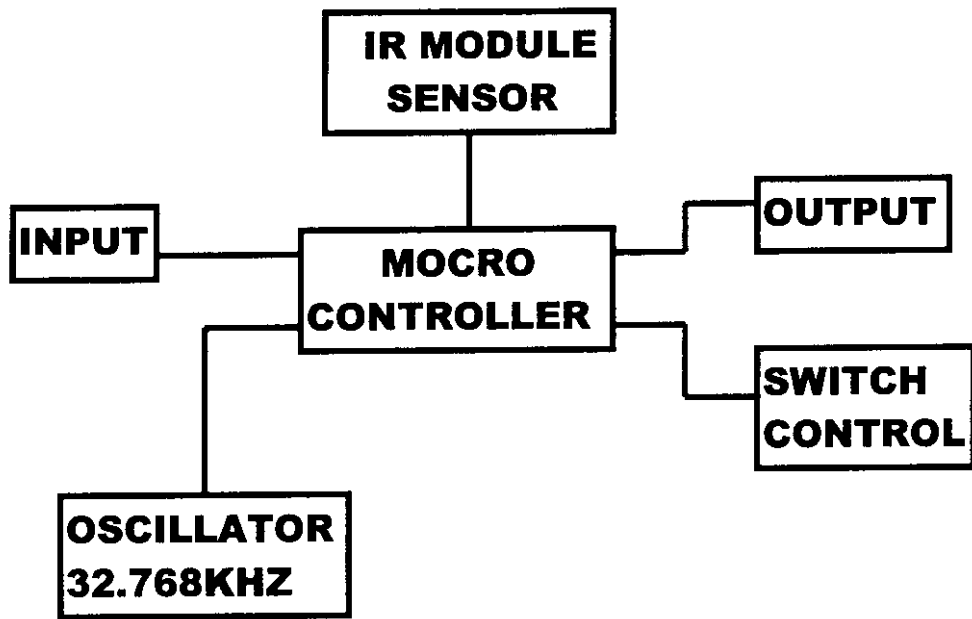 IR MODULE
SENSOR
INPUT
MOCRO
CONTROLLER
OUTPUT
SWITCH
CONTROL
OSCILLATOR
32.768KHZ